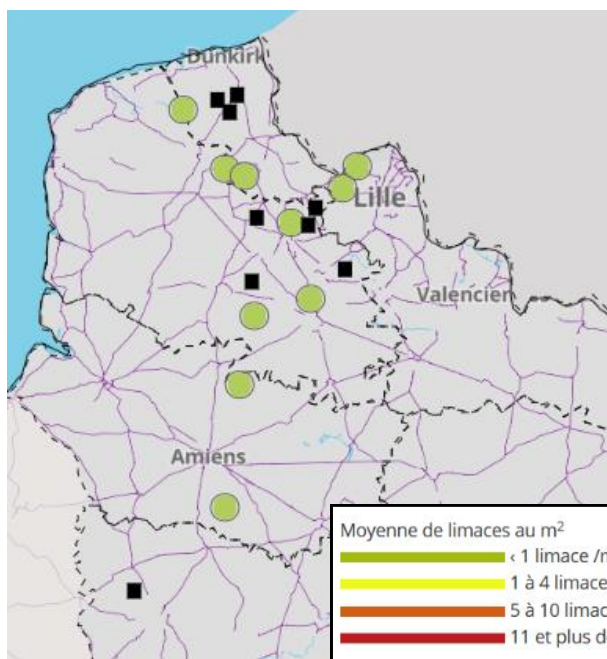 Dunkirk
Lille
Valencien
Amiens
Moyenne de limaces au m²
< 1 limace /m
1 à 4 limace
5 à 10 limac
11 et plus de